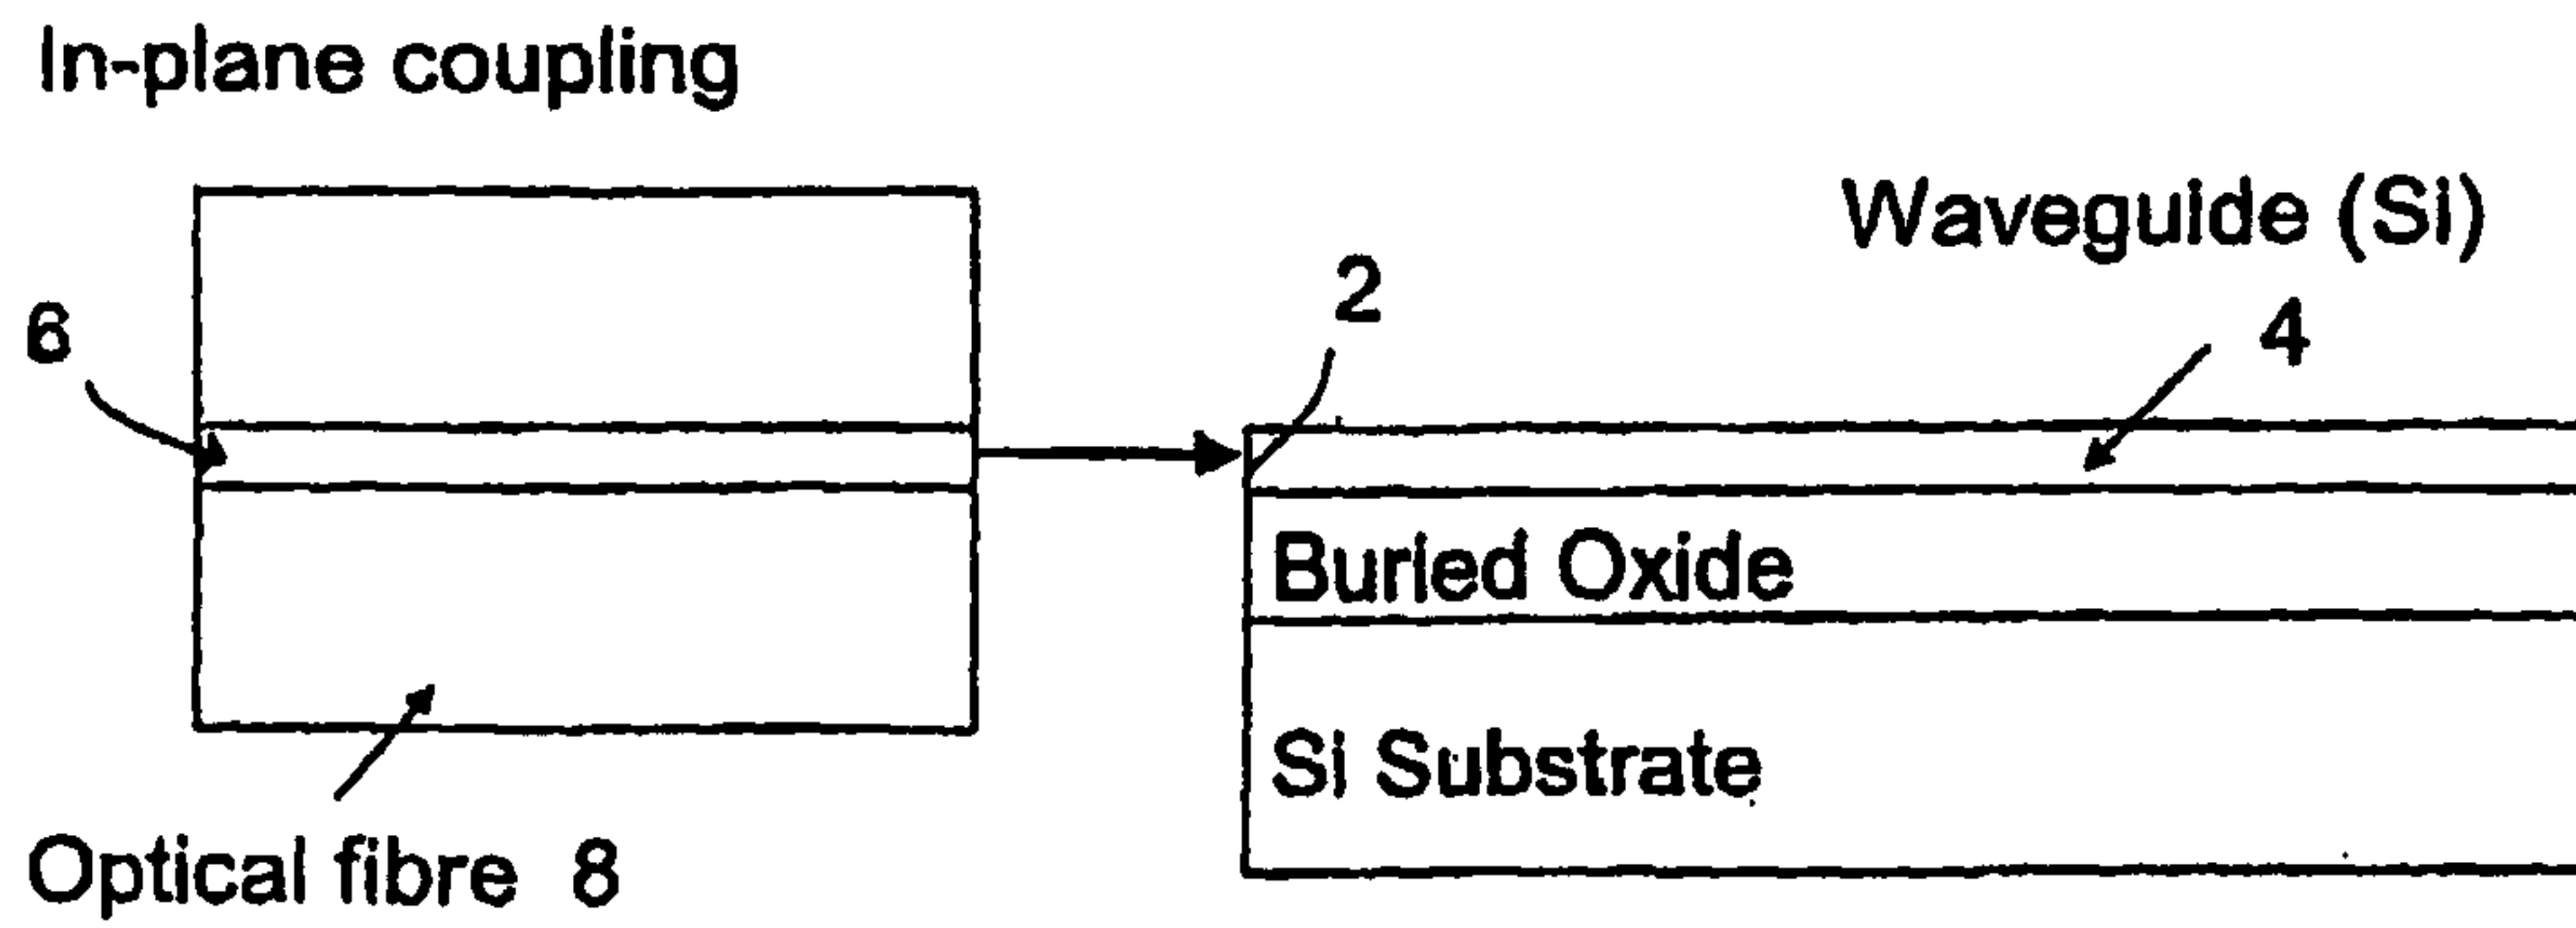 In-plane coupling
Waveguide (Si)
2
6
4
Buried Oxide
Si Substrate
Optical fibre 8